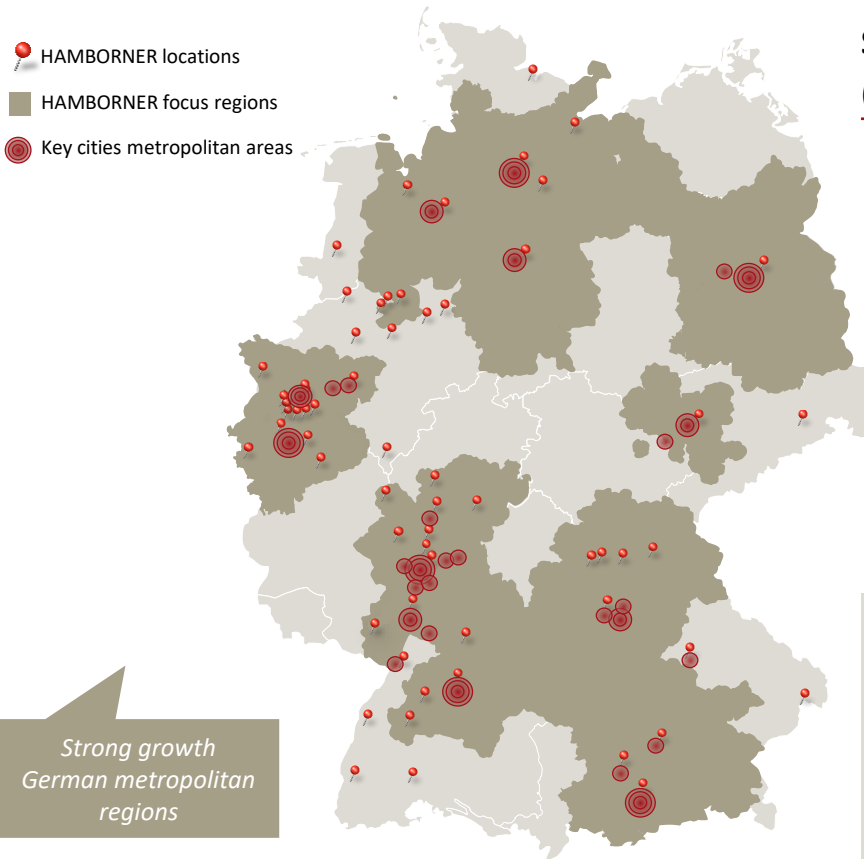 HAMBORNER locations
HAMBORNER focus regions
Key cities metropolitan areas
Strong growth
German metropolitan
regions